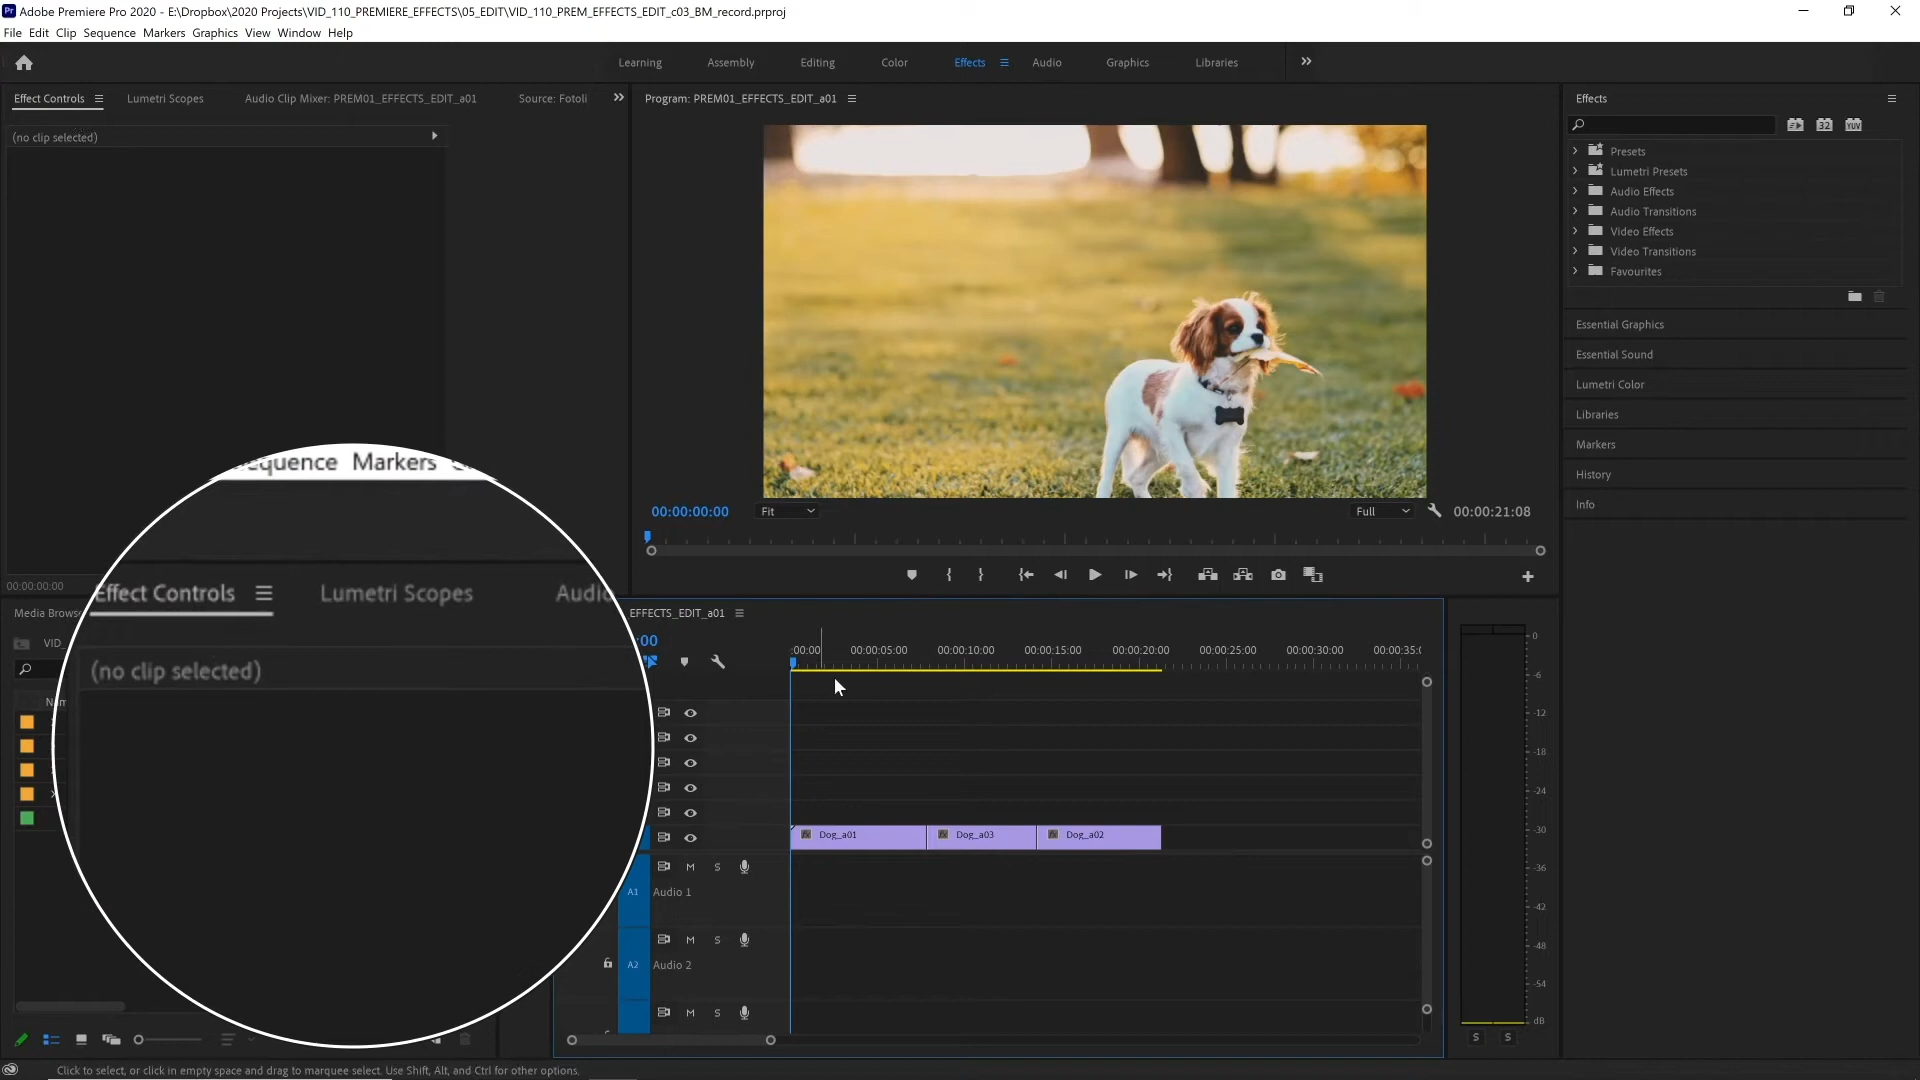 Adobe Premiere Pro 2020 - E:\Dropbox\2020 Projects\VID_110_PREMIERE_EFFECTS\05_EDIT\VID_110_PREM_EFFECTS_EDIT_c03_BM_record.prproj
File Edit Clip Sequence Markers Graphics View Window Help
Learning Assembly Editing Color Effects Audio Graphics Libraries
Effect Controls Lumetri Scopes Audio Clip Mixer: PREM01_EFFECTS_EDIT_a01 Source: Fotoli
(no clip selected)
Program: PREM01_EFFECTS_EDIT_a01
00:00:00:00 Fit Full 00:00:21:08
Effects
32 YUV
Presets
Lumetri Presets
Audio Effects
Audio Transitions
Video Effects
Video Transitions
Favourites
Essential Graphics
Essential Sound
Lumetri Color
Libraries
Markers
History
Info
equence Markers
Effect Controls Lumetri Scopes Audio
(no clip selected)
00:00:00:00
Media Brows
VID_
EFFECTS_EDIT_a01
:00
:00:00 00:00:05:00 00:00:10:00 00:00:15:00 00:00:20:00 00:00:25:00 00:00:30:00 00:00:35:0
Dog_a01 Dog_a03 Dog_a02
M S
A1 Audio 1
M S
A2 Audio 2
M S
0
-6
-12
-18
-24
-30
-36
-42
-48
-54
dB
S S
Click to select, or click in empty space and drag to marquee select. Use Shift, Alt, and Ctrl for other options.